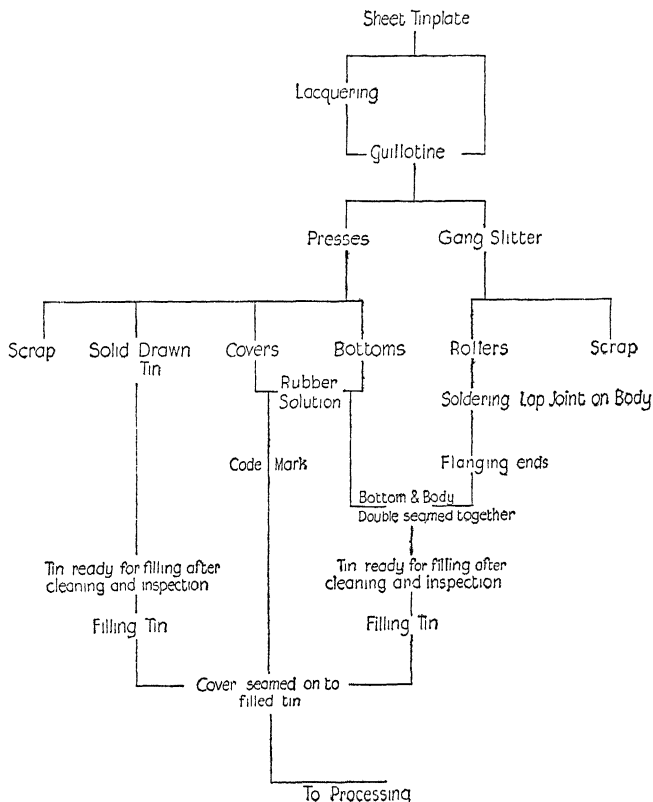 Sheet Tinplate
Lacquering
Guillotine
Presses
Gang Slitter
Scrap
Solid Drawn
Tin
Covers
Bottoms
Rollers
Scrap
Rubber
Solution
Soldering Lap Joint on Body
Code Mark
Flanging ends
Bottom & Body
Double seamed together
Tin ready for filling after
cleaning and inspection
Tin ready for filling after
cleaning and inspection
Filling Tin
Filling Tin
Cover seamed on to
filled tin
To Processing